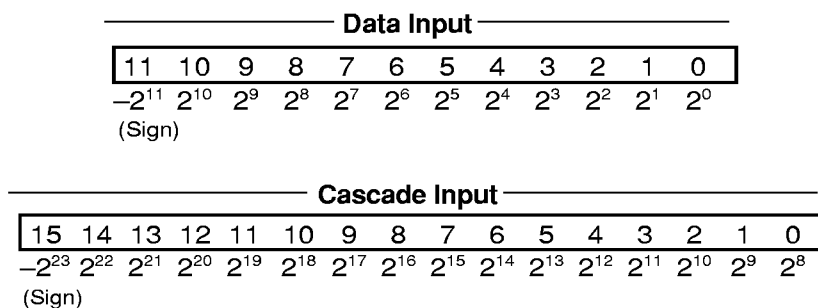 Data Input
11 10 9 8 7 6 5 4 3 2 1 0
–2¹¹ 2¹⁰ 2⁹ 2⁸ 2⁷ 2⁶ 2⁵ 2⁴ 2³ 2² 2¹ 2⁰
(Sign)
Cascade Input
15 14 13 12 11 10 9 8 7 6 5 4 3 2 1 0
–2²³ 2²² 2²¹ 2²⁰ 2¹⁹ 2¹⁸ 2¹⁷ 2¹⁶ 2¹⁵ 2¹⁴ 2¹³ 2¹² 2¹¹ 2¹⁰ 2⁹ 2⁸
(Sign)